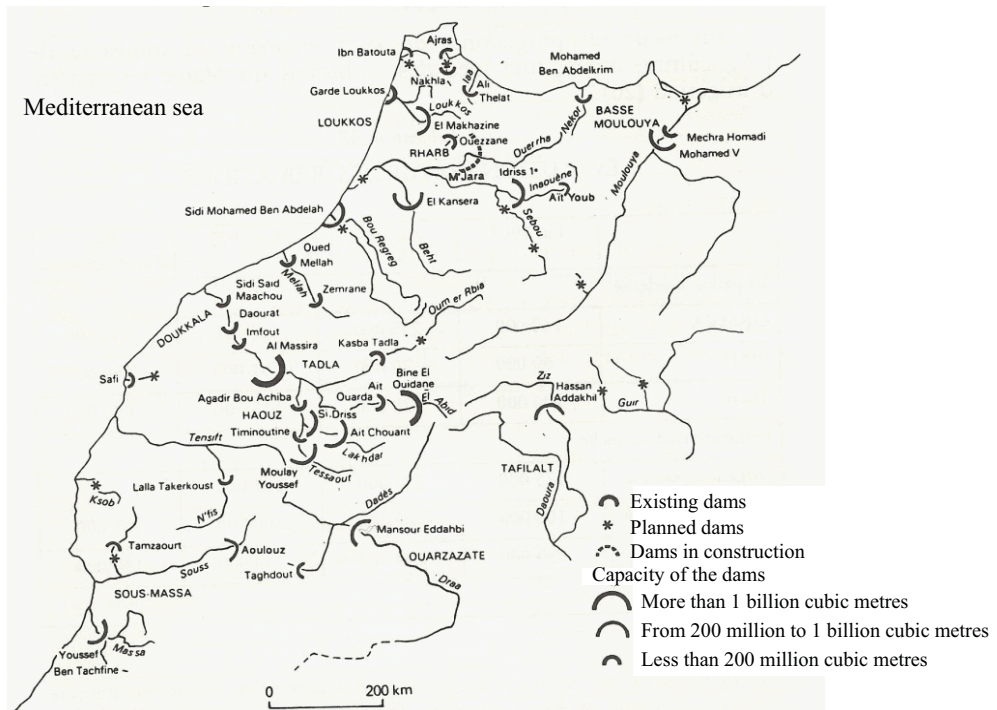 Ibn Batouta
Ajras
Nakhla
Iaa
Ali
Thelat
Mohamed
Ben Abdelkrim
Mediterranean sea
Garde Loukkos
Loukkos
LOUKKOS
El Makhazine
Ouezzane
RHARB
M'Jara
Ouerrha
Nekor
BASSE
MOULOUYA
Mechra Homadi
Mohamed V
Moulouya
Idriss 1
Inaouène
Aït Youb
El Kansera
Sebou
Sidi Mohamed Ben Abdelah
Bou Regreg
Beht
Oued
Mellah
Mellah
Zemrane
Oum er Rbia
Sidi Said
Maachou
DOUKKALA
Daourat
Imfout
Al Massira
TADLA
Kasba Tadla
Safi
Bine El
Ouidane
El Abid
Ait
Ouarda
Agadir Bou Achiba
HAOUZ
Si.Driss
Timinoutine
Ait Chouarit
Lakhdar
Tensift
Moulay
Youssef
Tessaout
Ziz
Hassan
Addakhil
Guir
TAFILALT
Daoura
Ksob
Lalla Takerkoust
N'fis
Dadès
Mansour Eddahbi
OUARZAZATE
Draa
Tamzaourt
Aoulouz
Souss
Taghdout
SOUS-MASSA
Youssef
Ben Tachfine
Massa
Existing dams
Planned dams
Dams in construction
Capacity of the dams
More than 1 billion cubic metres
From 200 million to 1 billion cubic metres
Less than 200 million cubic metres
0 200 km